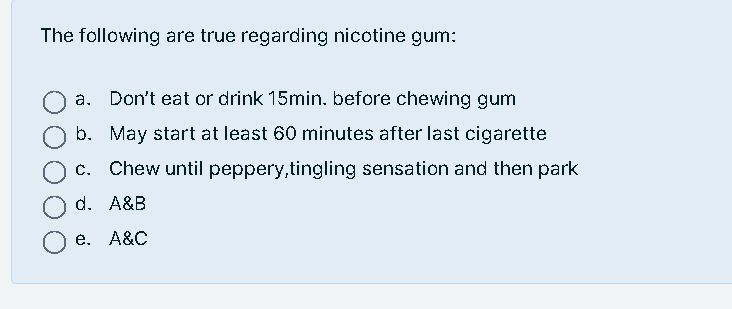 The following are true regarding nicotine gum:
a. Don't eat or drink 15min. before chewing gum
b. May start at least 60 minutes after last cigarette
c. Chew until peppery,tingling sensation and then park
d. A&B
e. A&C